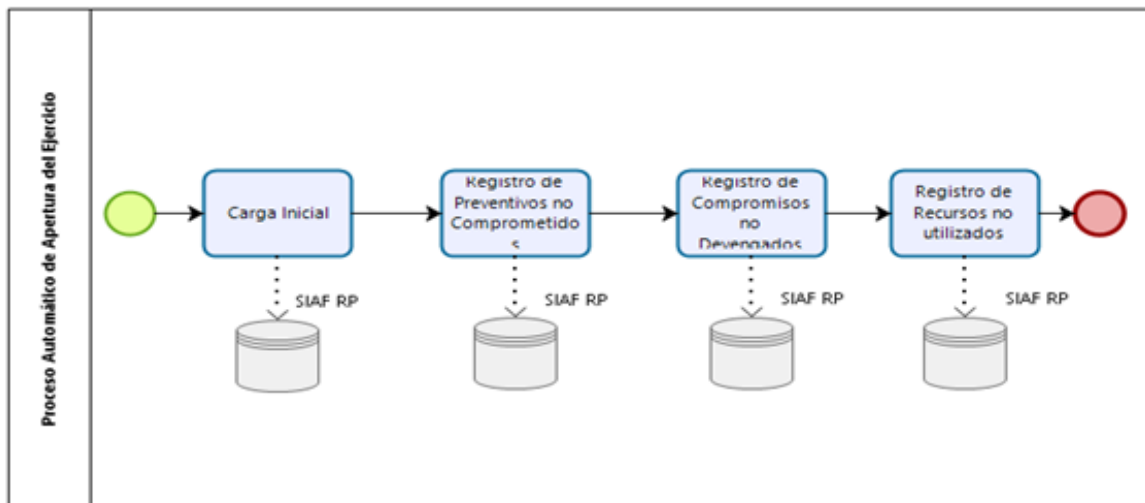 Proceso Automático de Apertura del Ejercicio
Carga Inicial
Registro de
Preventivos no
Comprometido
s
Registro de
Compromisos
no
Devengados
Registro de
Recursos no
utilizados
SIAF RP
SIAF RP
SIAF RP
SIAF RP